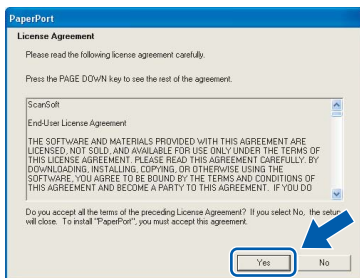 PaperPort
License Agreement
Please read the following license agreement carefully.
Press the PAGE DOWN key to see the rest of the agreement.
ScanSoft
End-User License Agreement
THE SOFTWARE AND MATERIALS PROVIDED WITH THIS AGREEMENT ARE
LICENSED, NOT SOLD, AND AVAILABLE FOR USE ONLY UNDER THE TERMS OF
THIS LICENSE AGREEMENT. PLEASE READ THIS AGREEMENT CAREFULLY. BY
DOWNLOADING, INSTALLING, COPYING, OR OTHERWISE USING THE
SOFTWARE, YOU AGREE TO BE BOUND BY THE TERMS AND CONDITIONS OF
THIS AGREEMENT AND BECOME A PARTY TO THIS AGREEMENT. IF YOU DO
Do you accept all the terms of the preceding License Agreement? If you select No, the
will close. To install "PaperPort", you must accept this agreement.
Yes
No